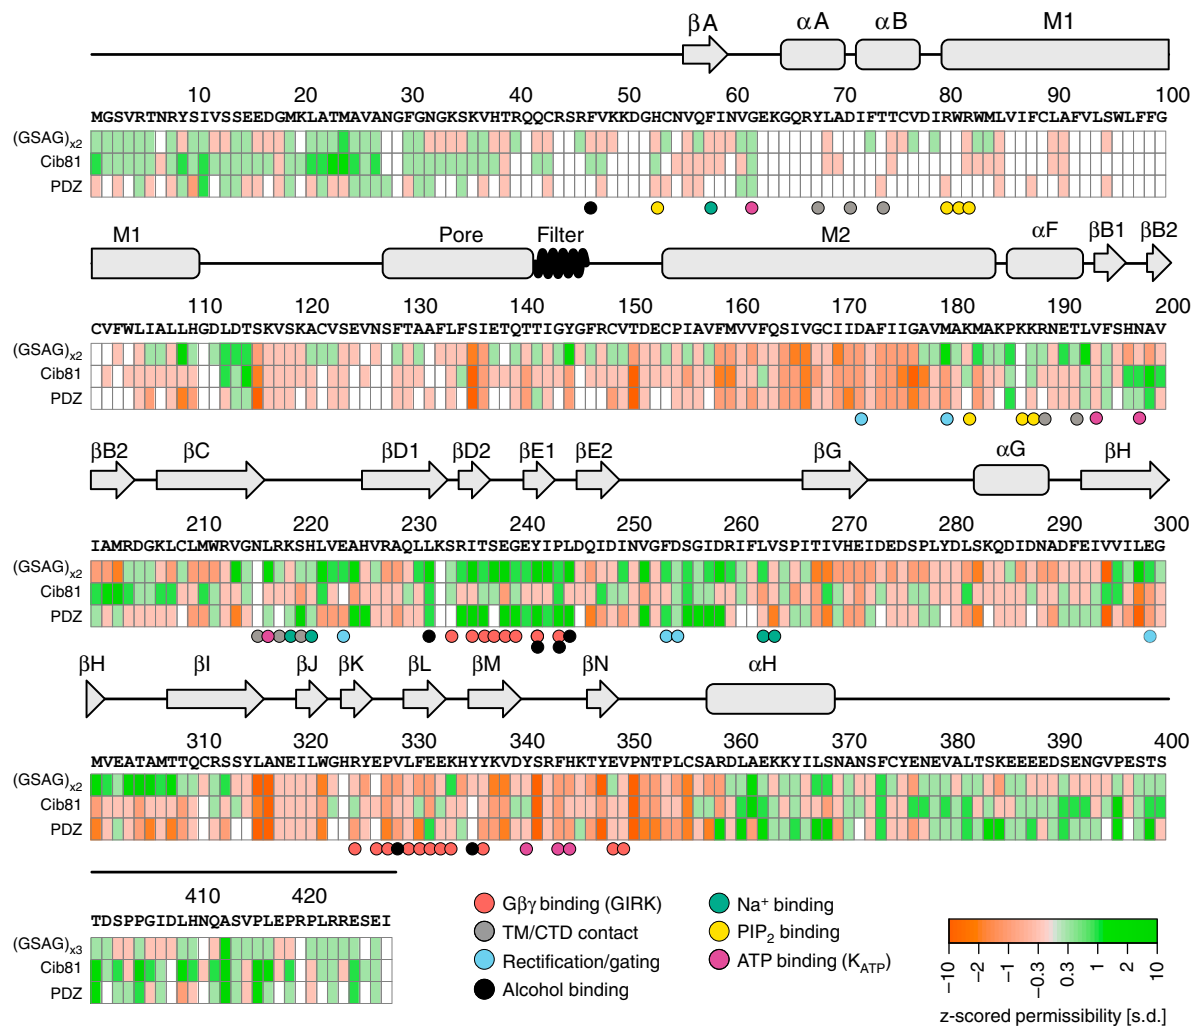 βA αA αB M1
10 20 30 40 50 60 70 80 90 100
MGSVRTNRYSIVSSEEDGMKLATMAVANGFGNGKSKVHTRQQCRSRFVKKDGHCNVQFINVGEKGQRYLADIFTTCVDIRWRWMLVIFCLAFVLSWLFFG
(GSAG)x2
Cib81
PDZ
M1 Pore Filter M2 αF βB1 βB2
110 120 130 140 150 160 170 180 190 200
CVFWLIALLHGDLDTSKVSKACVSEVNSFTAAFLFSIETQTTIGYGFRCVTDECPIAVFMVVFQSIVGCIIDAFIIGAVMAKMAKPKKRNETLVFSHNAV
(GSAG)x2
Cib81
PDZ
βB2 βC βD1 βD2 βE1 βE2 βG αG βH
210 220 230 240 250 260 270 280 290 300
IAMRDGKLCLMWRVGNLRKSHLVEAHVRAQLLKSRITSEGEYIPLDQIDINVGFDSGIDRIFLVSPITIVHEIDEDSPLYDLSKQDIDNADFEIVVILEG
(GSAG)x2
Cib81
PDZ
βH βI βJ βK βL βM βN αH
310 320 330 340 350 360 370 380 390 400
MVEATAMTTQCRSSYLANEILWGHRYEPVLFEEKHYYKVDYSRFHKTYEVPNTPLCSARDLAEKKYILSNANSFCYENEVALTSKEEEEDSENGVPESTS
(GSAG)x2
Cib81
PDZ
410 420
TDSPPGIDLHNQASVPLEPRPLRRESEI
(GSAG)x3
Cib81
PDZ
Gβγ binding (GIRK)
TM/CTD contact
Rectification/gating
Alcohol binding
Na⁺ binding
PIP₂ binding
ATP binding (K_ATP)
−10 −2 −1 −0.3 0.3 1 2 10
z-scored permissibility [s.d.]